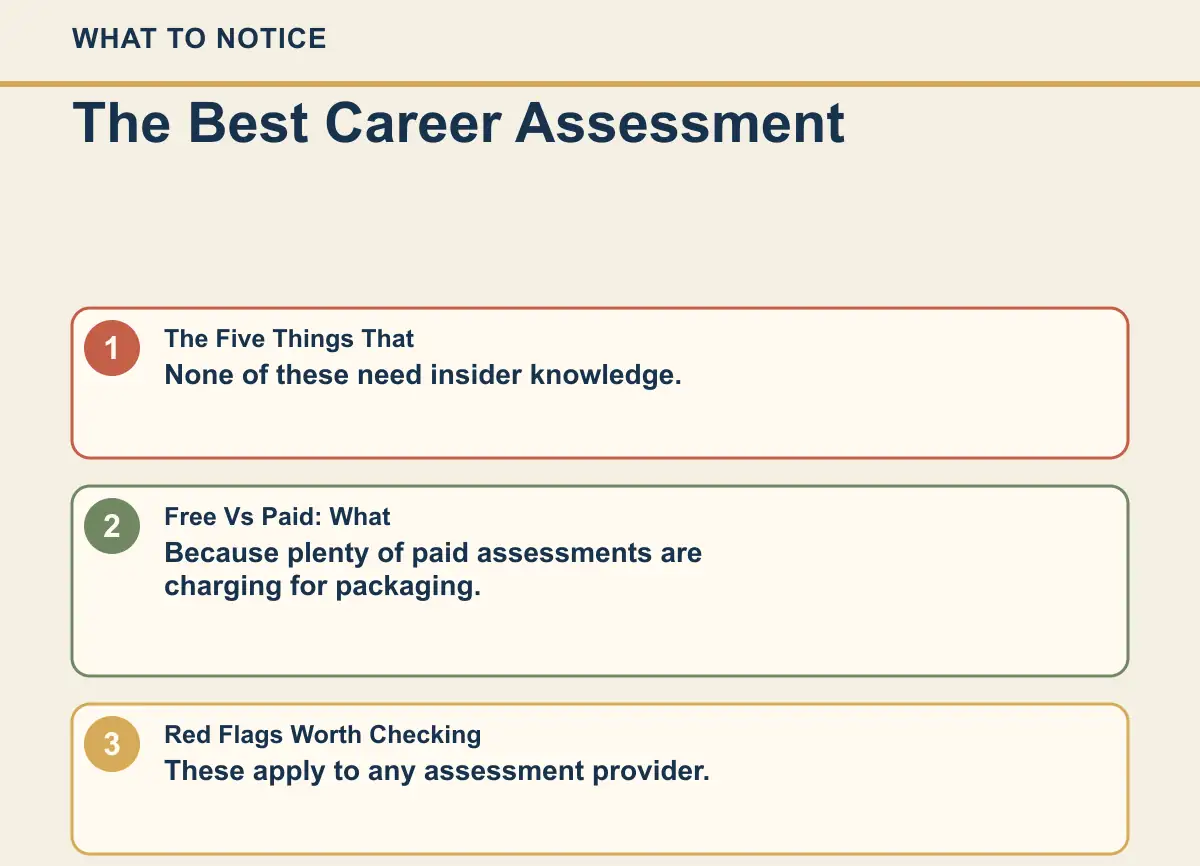 WHAT TO NOTICE
The Best Career Assessment
1
The Five Things That
None of these need insider knowledge.
2
Free Vs Paid: What
Because plenty of paid assessments are
charging for packaging.
3
Red Flags Worth Checking
These apply to any assessment provider.